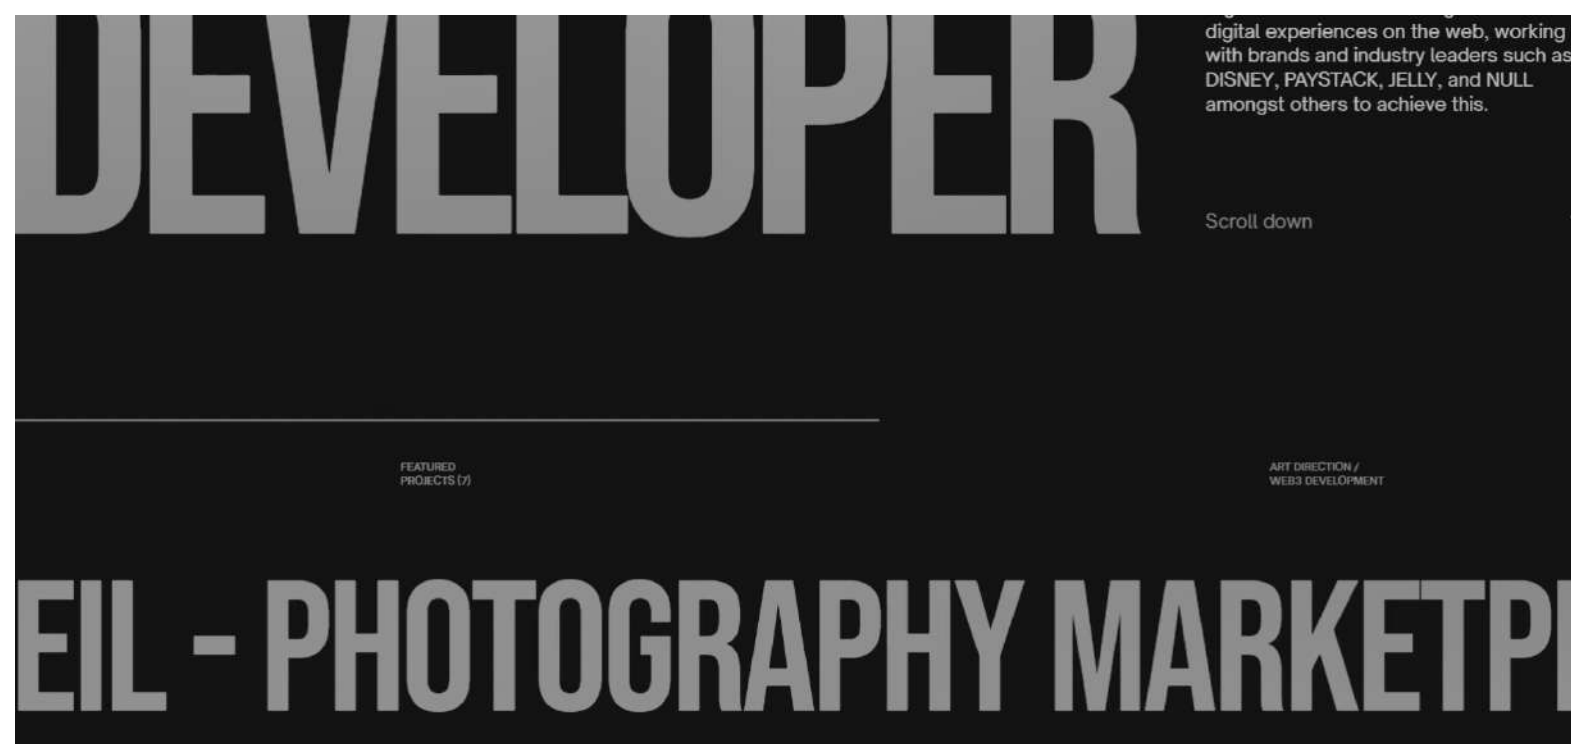 DEVELOPER
digital experiences on the web, working
with brands and industry leaders such as
DISNEY, PAYSTACK, JELLY, and NULL
amongst others to achieve this.
Scroll down
FEATURED
PROJECTS (7)
ART DIRECTION /
WEB3 DEVELOPMENT
EIL - PHOTOGRAPHY MARKETP